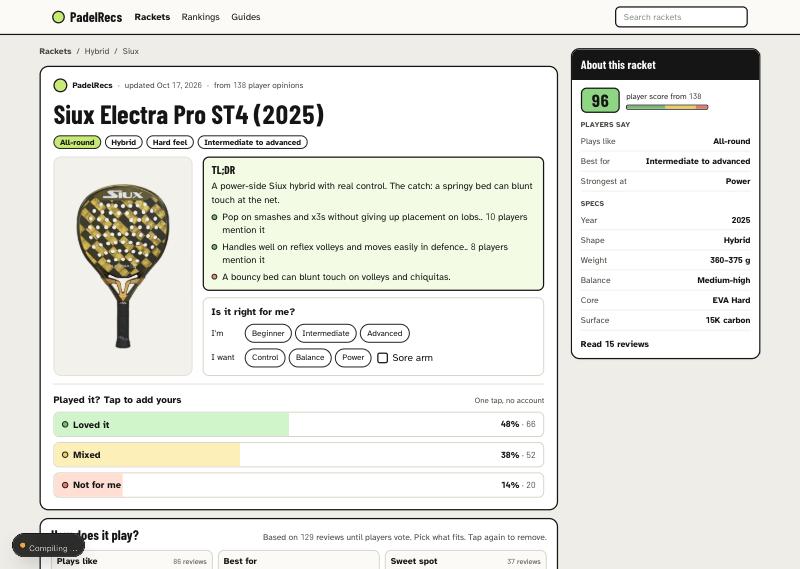 PadelRecs Rackets Rankings Guides Search rackets
Rackets / Hybrid / Siux
PadelRecs · updated Oct 17, 2026 · from 138 player opinions
Siux Electra Pro ST4 (2025)
All-round Hybrid Hard feel Intermediate to advanced
SIUX
TL;DR
A power-side Siux hybrid with real control. The catch: a springy bed can blunt
touch at the net.
Pop on smashes and x3s without giving up placement on lobs.. 10 players
mention it
Handles well on reflex volleys and moves easily in defence.. 8 players
mention it
A bouncy bed can blunt touch on volleys and chiquitas.
Is it right for me?
I'm Beginner Intermediate Advanced
I want Control Balance Power Sore arm
Played it? Tap to add yours One tap, no account
Loved it 48% · 66
Mixed 38% · 52
Not for me 14% · 20
does it play? Based on 129 reviews until players vote. Pick what fits. Tap again to remove.
Plays like 86 reviews Best for Sweet spot 37 reviews
Compiling ...
About this racket
96 player score from 138
PLAYERS SAY
Plays like All-round
Best for Intermediate to advanced
Strongest at Power
SPECS
Year 2025
Shape Hybrid
Weight 360–375 g
Balance Medium-high
Core EVA Hard
Surface 15K carbon
Read 15 reviews